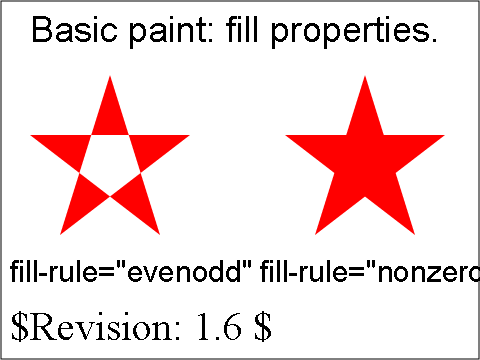 Basic paint: fill properties.
fill-rule="evenodd" fill-rule="nonzero
$Revision: 1.6 $